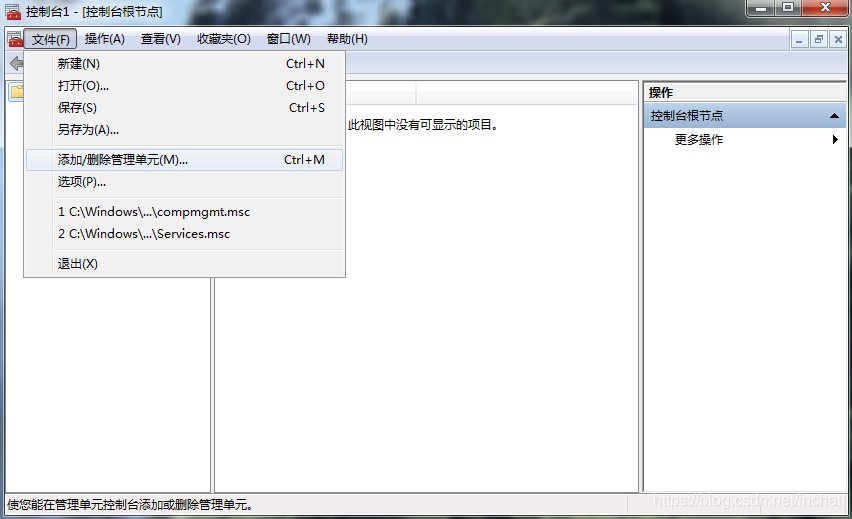 控制台1 - [控制台根节点]
文件(F) 操作(A) 查看(V) 收藏夹(O) 窗口(W) 帮助(H)
新建(N) Ctrl+N
打开(O)... Ctrl+O
保存(S) Ctrl+S
另存为(A)...
添加/删除管理单元(M)... Ctrl+M
选项(P)...
1 C:\Windows\...\compmgmt.msc
2 C:\Windows\...\Services.msc
退出(X)
此视图中没有可显示的项目。
操作
控制台根节点
更多操作
使您能在管理单元控制台添加或删除管理单元。
https://blog.csdn.net/inchat